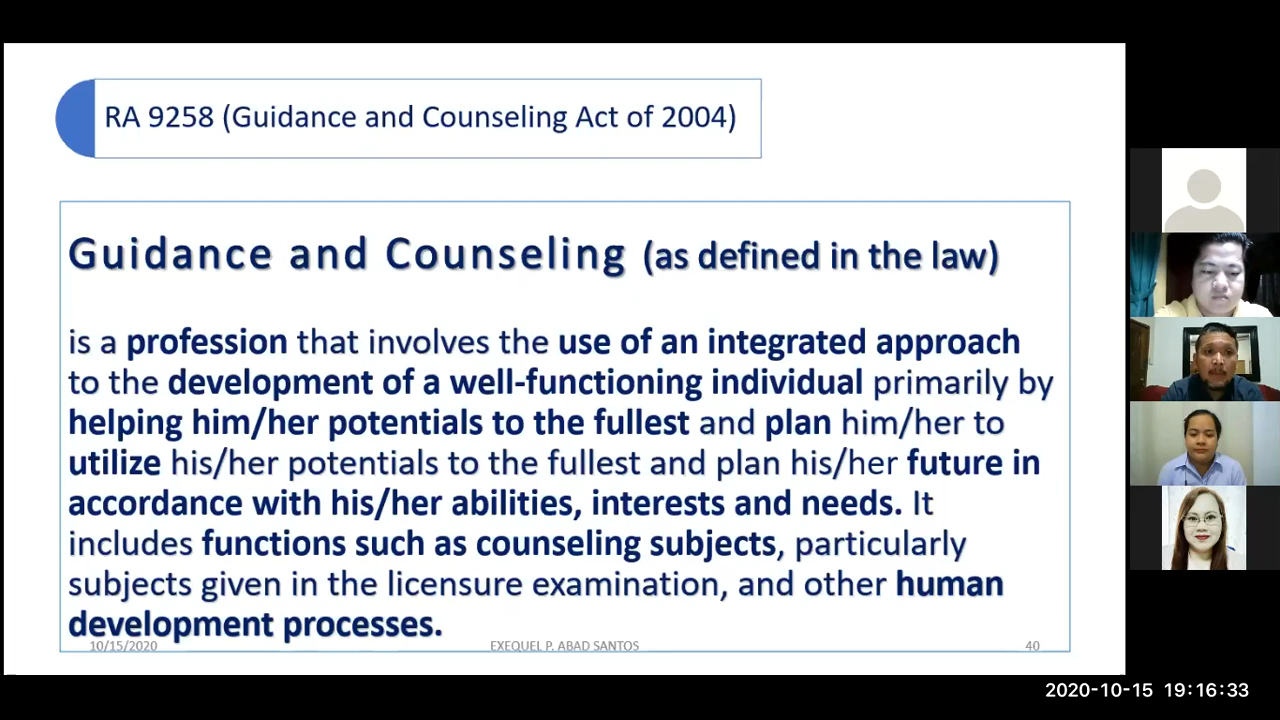 RA 9258 (Guidance and Counseling Act of 2004)
Guidance and Counseling (as defined in the law)
is a profession that involves the use of an integrated approach
to the development of a well-functioning individual primarily by
helping him/her potentials to the fullest and plan him/her to
utilize his/her potentials to the fullest and plan his/her future in
accordance with his/her abilities, interests and needs. It
includes functions such as counseling subjects, particularly
subjects given in the licensure examination, and other human
development processes.
10/15/2020 EXEQUEL P. ABAD SANTOS 40
2020-10-15 19:16:33